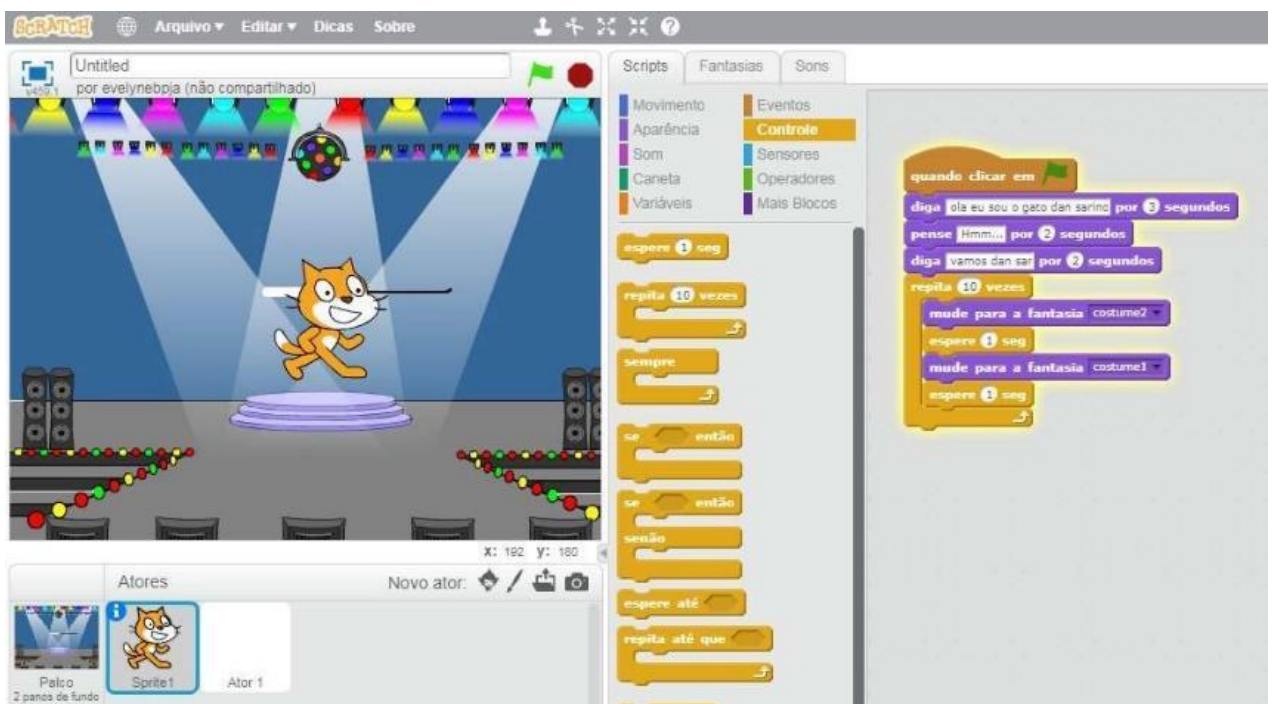 SCRATCH Arquivo Editar Dicas Sobre
Untitled
v459.1 por evelynebpja (não compartilhado)
Scripts Fantasias Sons
Movimento Eventos
Aparência Controle
Som Sensores
Caneta Operadores
Variáveis Mais Blocos
espere 1 seg
repita 10 vezes
sempre
se então
se então
senão
espere até
repita até que
quando clicar em
diga ola eu sou o gato dan sarino por 3 segundos
pense Hmm... por 2 segundos
diga vamos dan sar por 2 segundos
repita 10 vezes
mude para a fantasia costume2
espere 1 seg
mude para a fantasia costume1
espere 1 seg
X: 192 y: 180
Atores Novo ator:
Palco
2 panos de fundo
Sprite1
Ator 1